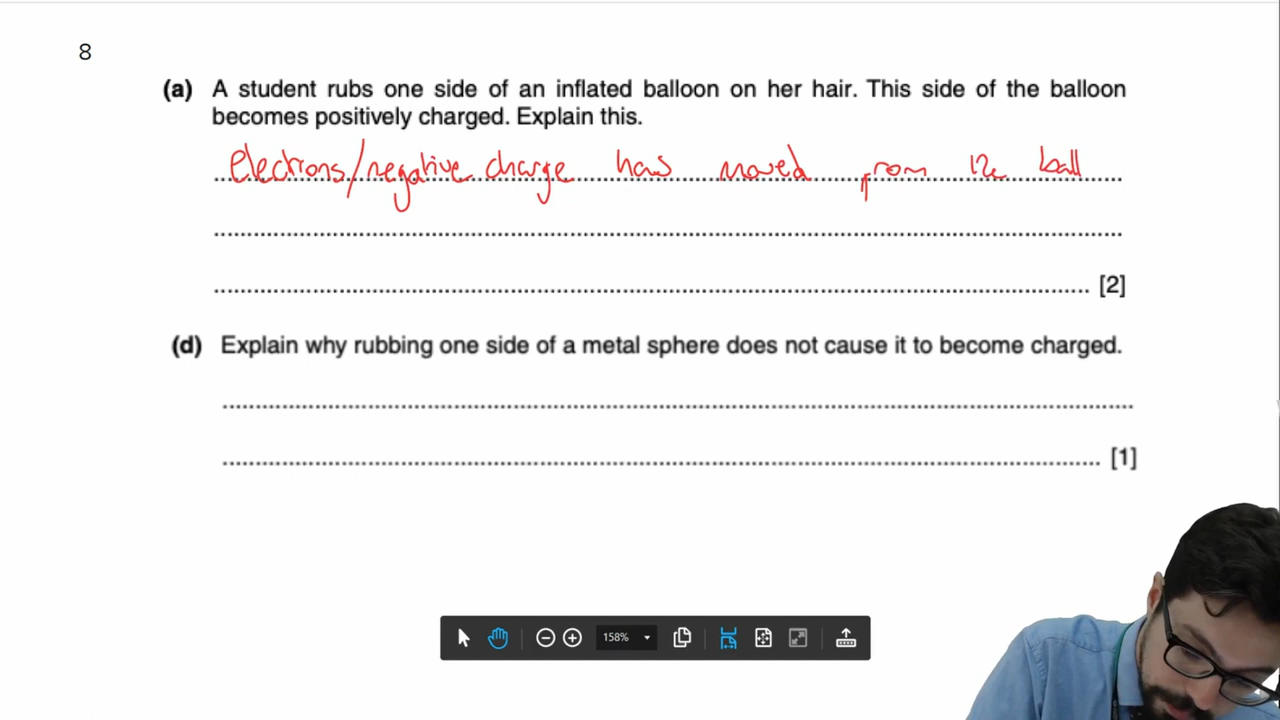 8
(a) A student rubs one side of an inflated balloon on her hair. This side of the balloon
becomes positively charged. Explain this.
electrons/negative charge has moved from the ball
[2]
(d) Explain why rubbing one side of a metal sphere does not cause it to become charged.
[1]
158%